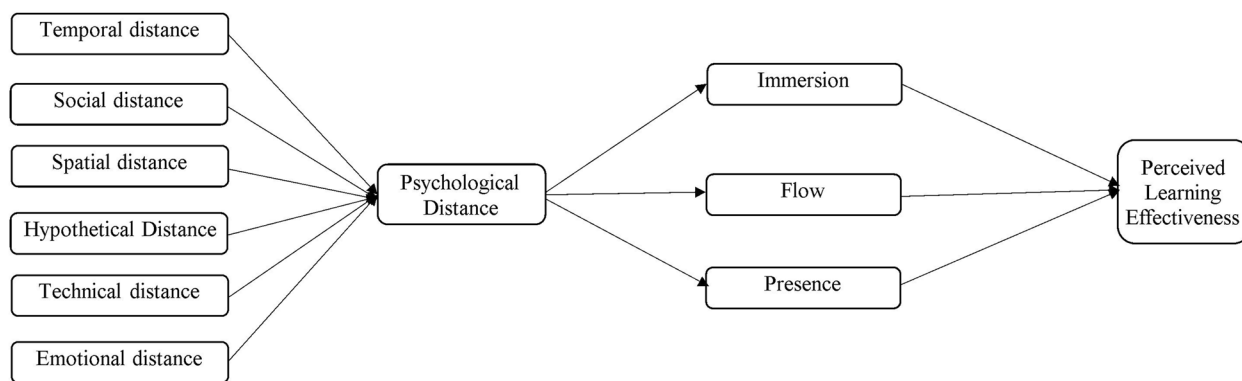 Temporal distance
Social distance
Spatial distance
Hypothetical Distance
Technical distance
Emotional distance
Psychological
Distance
Immersion
Flow
Presence
Perceived
Learning
Effectiveness